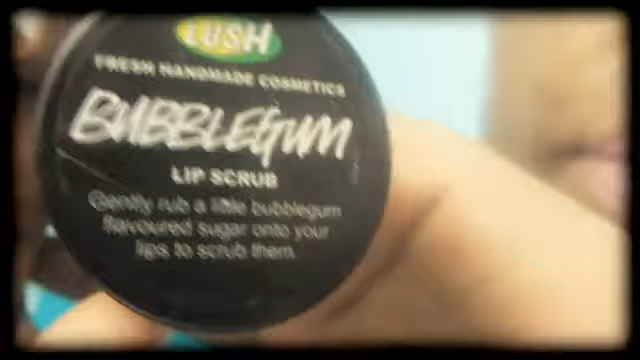 LUSH
FRESH HANDMADE COSMETICS
BUBBLEGUM
LIP SCRUB
Gently rub a little bubblegum
flavoured sugar onto your
lips to scrub them.